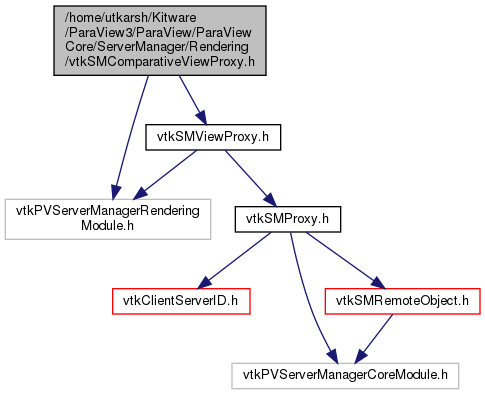 /home/utkarsh/Kitware
/ParaView3/ParaView/ParaView
Core/ServerManager/Rendering
/vtkSMComparativeViewProxy.h
vtkSMViewProxy.h
vtkPVServerManagerRendering
Module.h
vtkSMProxy.h
vtkClientServerID.h
vtkSMRemoteObject.h
vtkPVServerManagerCoreModule.h